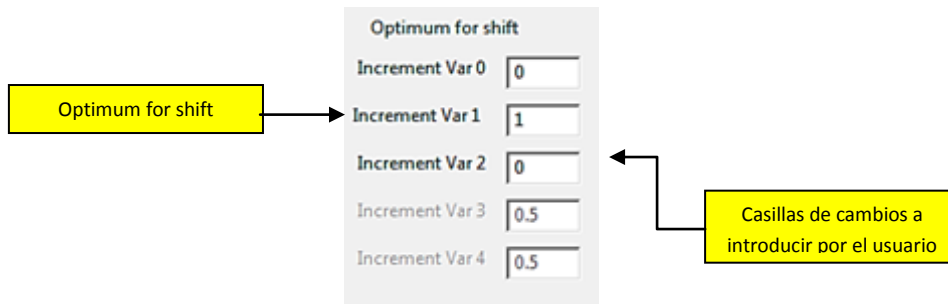 Optimum for shift
Increment Var 0 0
Optimum for shift
Increment Var 1 1
Increment Var 2 0
Increment Var 3 0.5
Increment Var 4 0.5
Casillas de cambios a
introducir por el usuario